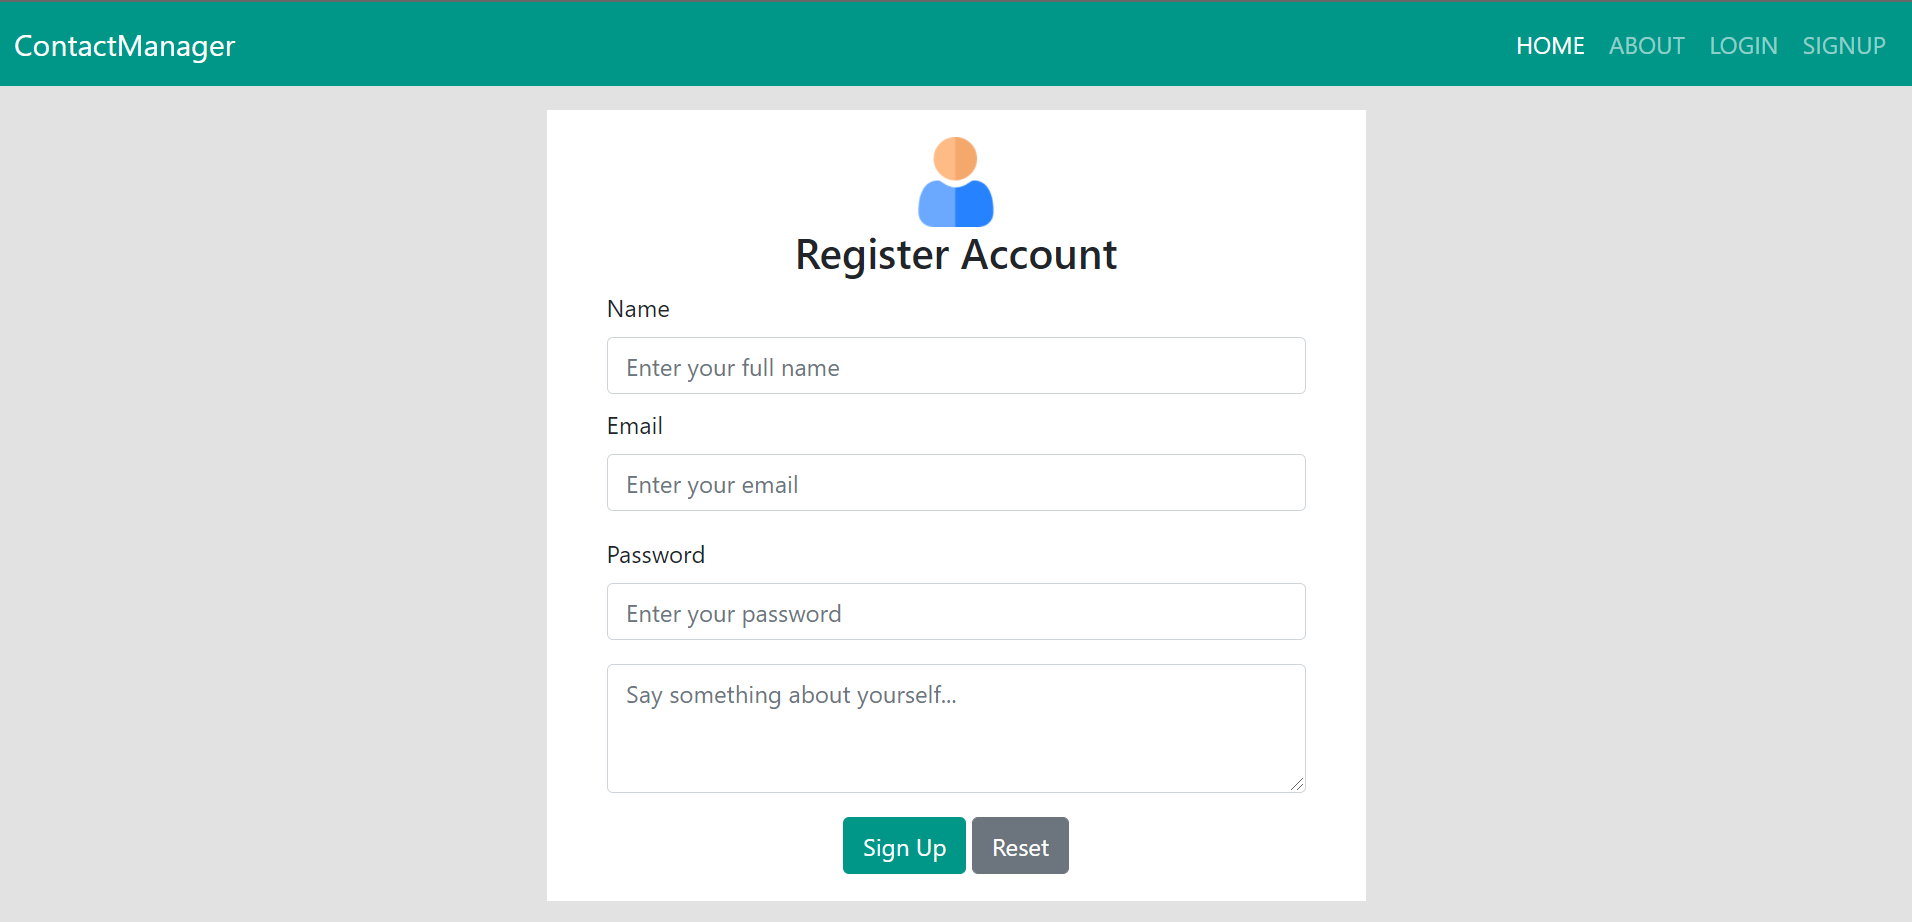 ContactManager HOME ABOUT LOGIN SIGNUP
Register Account
Name
Enter your full name
Email
Enter your email
Password
Enter your password
Say something about yourself...
Sign Up Reset